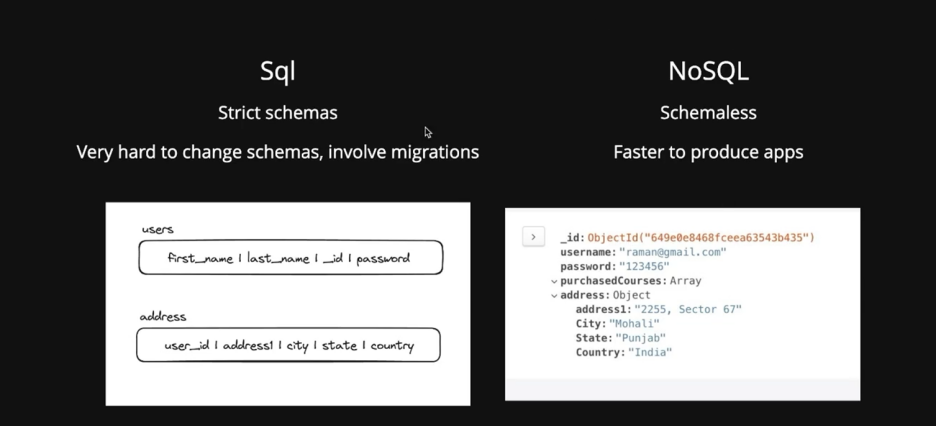 Sql
Strict schemas
Very hard to change schemas, involve migrations
users
first_name | last_name | _id | password
address
user_id | address1 | city | state | country
NoSQL
Schemaless
Faster to produce apps
_id: ObjectId("649e0e8468fceea63543b435")
username: "raman@gmail.com"
password: "123456"
purchasedCourses: Array
address: Object
address1: "2255, Sector 67"
City: "Mohali"
State: "Punjab"
Country: "India"